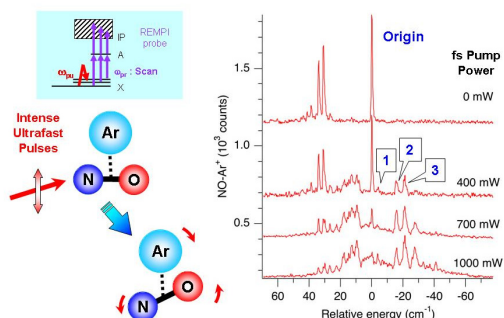 IP
REMPI
probe
A
ωpu
ωpr : Scan
X
Intense
Ultrafast
Pulses
Ar
N
O
Ar
N
O
NO-Ar⁺ (10³ counts)
1.5
1.0
0.5
Origin
fs Pump
Power
0 mW
1
2
3
400 mW
700 mW
1000 mW
60 40 20 0 -20 -40 -60
Relative energy (cm⁻¹)